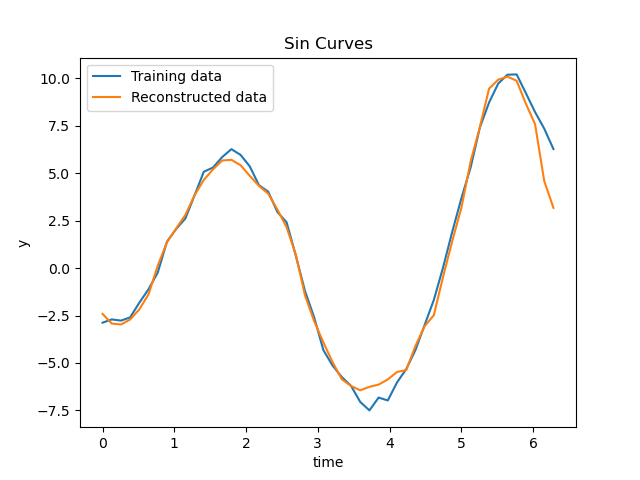 Sin Curves
Training data
Reconstructed data
10.0
7.5
5.0
2.5
0.0
−2.5
−5.0
−7.5
y
0 1 2 3 4 5 6
time